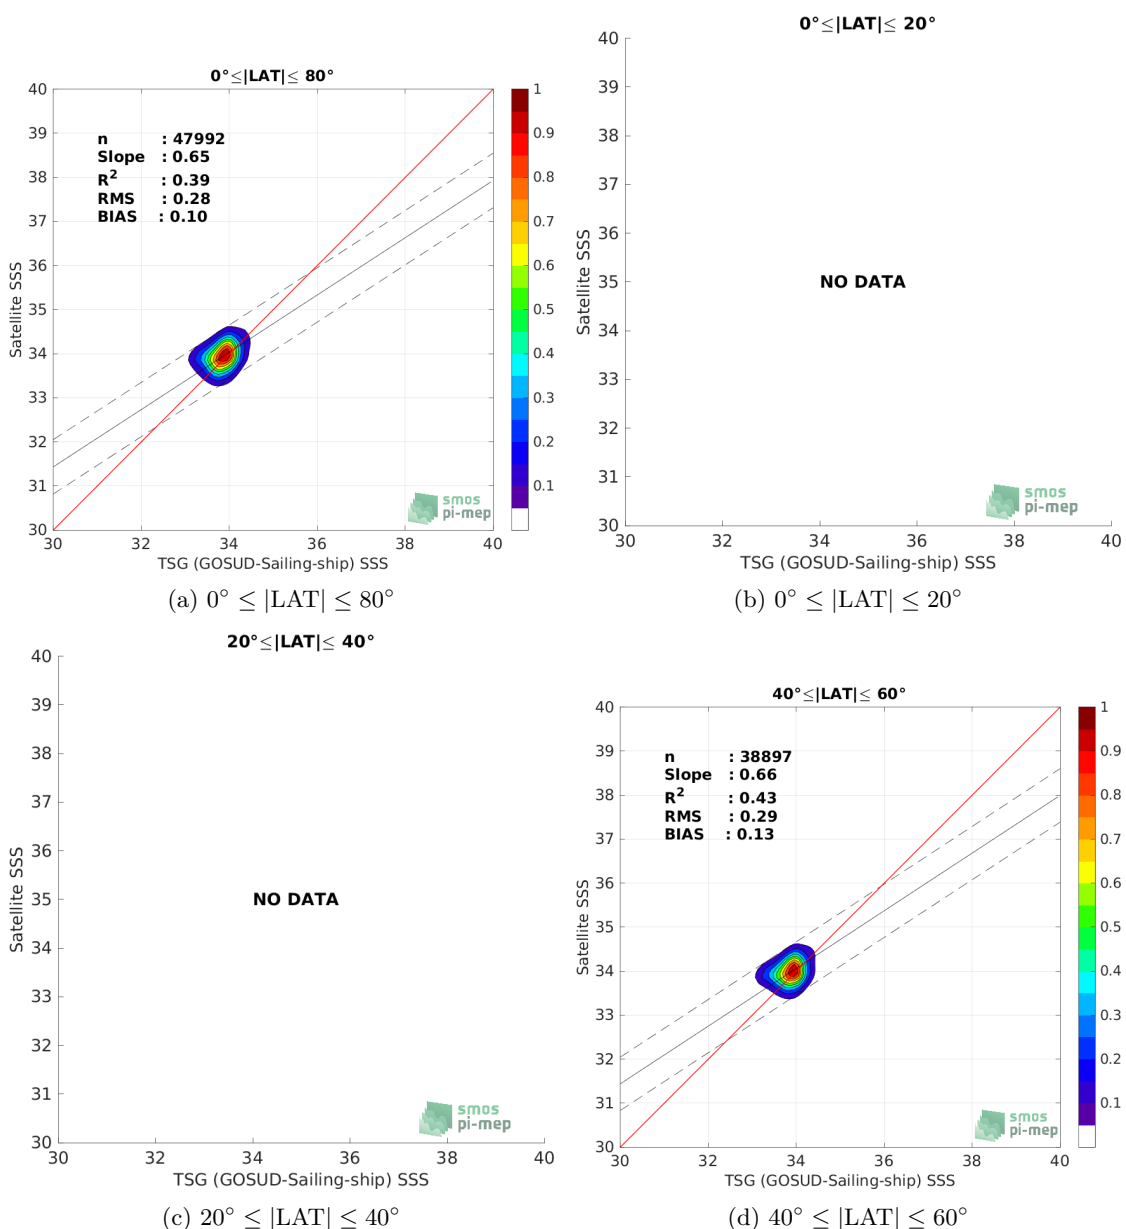 0°≤|LAT|≤ 80°
40
39
38
37
36
35
34
33
32
31
30
Satellite SSS
n : 47992
Slope : 0.65
R² : 0.39
RMS : 0.28
BIAS : 0.10
smos
pi-mep
30 32 34 36 38 40
TSG (GOSUD-Sailing-ship) SSS
1
0.9
0.8
0.7
0.6
0.5
0.4
0.3
0.2
0.1
(a) 0° ≤ |LAT| ≤ 80°
0°≤|LAT|≤ 20°
40
39
38
37
36
35
34
33
32
31
30
Satellite SSS
NO DATA
smos
pi-mep
30 32 34 36 38 40
TSG (GOSUD-Sailing-ship) SSS
(b) 0° ≤ |LAT| ≤ 20°
20°≤|LAT|≤ 40°
40
39
38
37
36
35
34
33
32
31
30
Satellite SSS
NO DATA
smos
pi-mep
30 32 34 36 38 40
TSG (GOSUD-Sailing-ship) SSS
(c) 20° ≤ |LAT| ≤ 40°
40°≤|LAT|≤ 60°
40
39
38
37
36
35
34
33
32
31
30
Satellite SSS
n : 38897
Slope : 0.66
R² : 0.43
RMS : 0.29
BIAS : 0.13
smos
pi-mep
30 32 34 36 38 40
TSG (GOSUD-Sailing-ship) SSS
1
0.9
0.8
0.7
0.6
0.5
0.4
0.3
0.2
0.1
(d) 40° ≤ |LAT| ≤ 60°